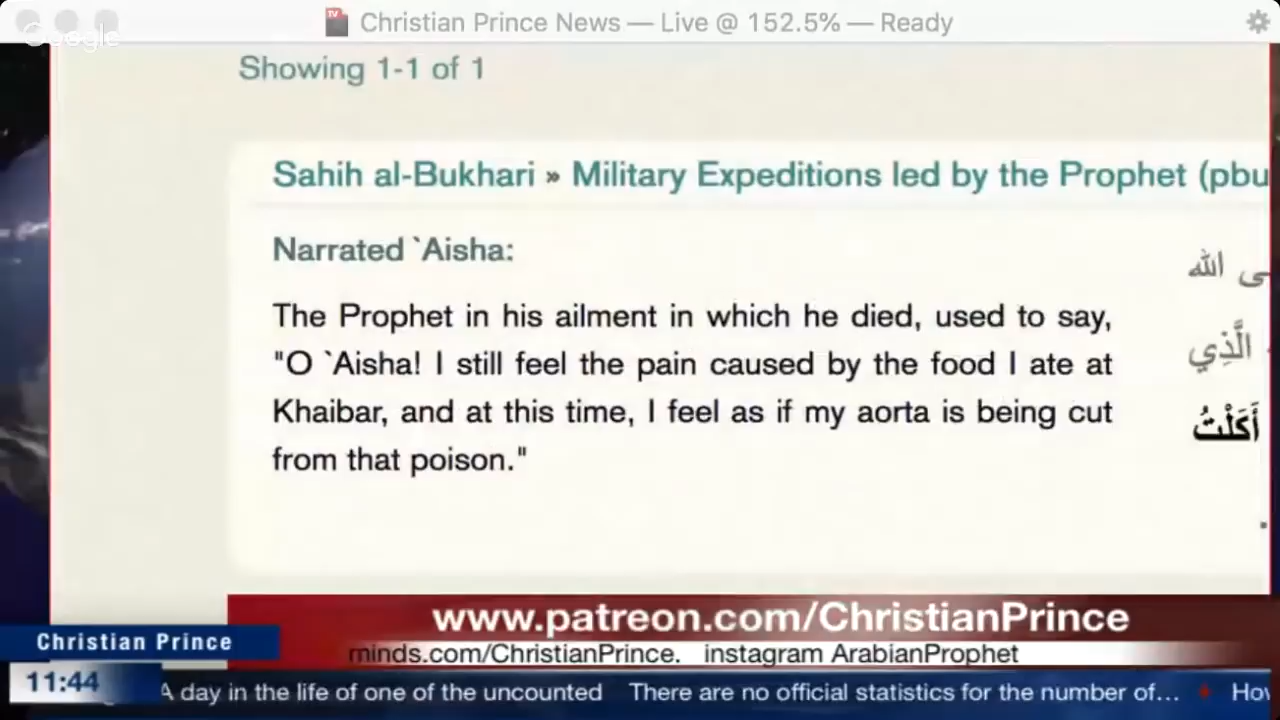 Christian Prince News — Live @ 152.5% — Ready
Google
Showing 1-1 of 1
Sahih al-Bukhari » Military Expeditions led by the Prophet (pbu
Narrated `Aisha:
ى الله
The Prophet in his ailment in which he died, used to say,
"O `Aisha! I still feel the pain caused by the food I ate at
الَّذِي
Khaibar, and at this time, I feel as if my aorta is being cut
أَكَلْتُ
from that poison."
www.patreon.com/ChristianPrince
Christian Prince
minds.com/ChristianPrince. instagram ArabianProphet
11:44
A day in the life of one of the uncounted There are no official statistics for the number of... How